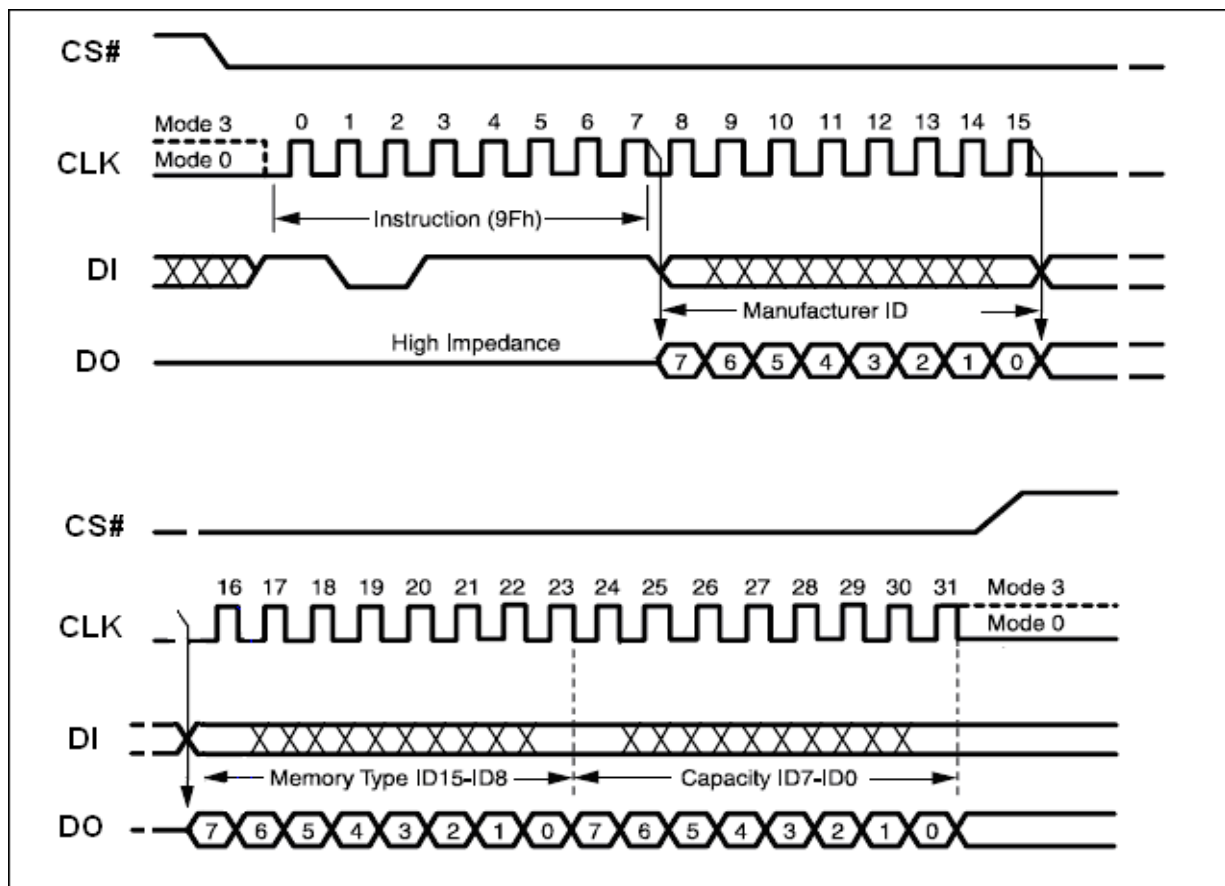 CS#
Mode 3
0 1 2 3 4 5 6 7 8 9 10 11 12 13 14 15
CLK
Mode 0
Instruction (9Fh)
DI
Manufacturer ID
High Impedance
DO
7 6 5 4 3 2 1 0
CS#
16 17 18 19 20 21 22 23 24 25 26 27 28 29 30 31
Mode 3
CLK
Mode 0
DI
Memory Type ID15-ID8
Capacity ID7-ID0
DO
7 6 5 4 3 2 1 0 7 6 5 4 3 2 1 0